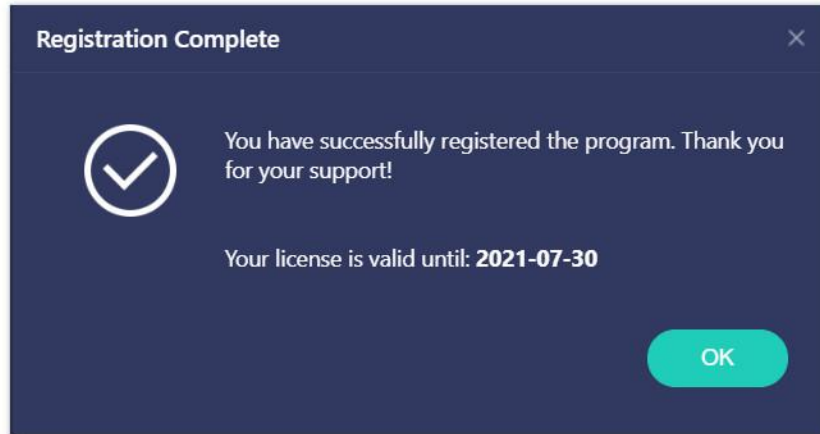 Registration Complete
You have successfully registered the program. Thank you
for your support!
Your license is valid until: 2021-07-30
OK